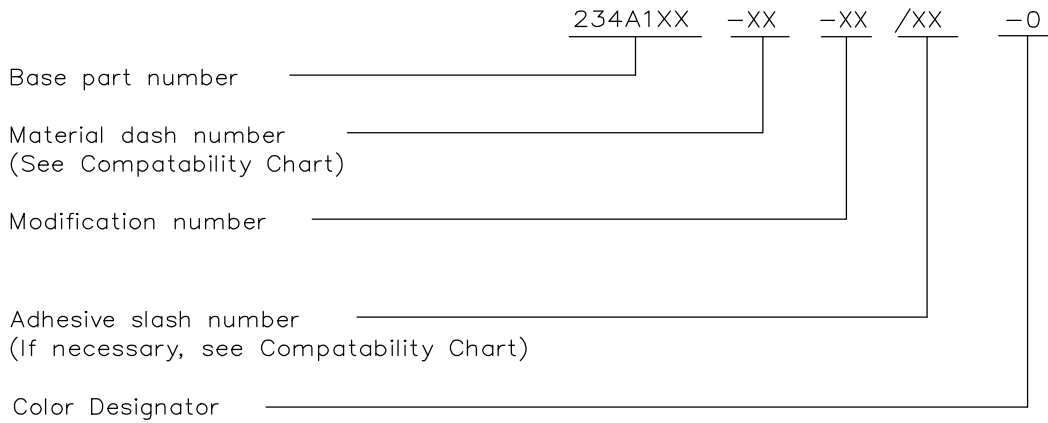 234A1XX -XX -XX /XX -0
Base part number
Material dash number
(See Compatability Chart)
Modification number
Adhesive slash number
(If necessary, see Compatability Chart)
Color Designator